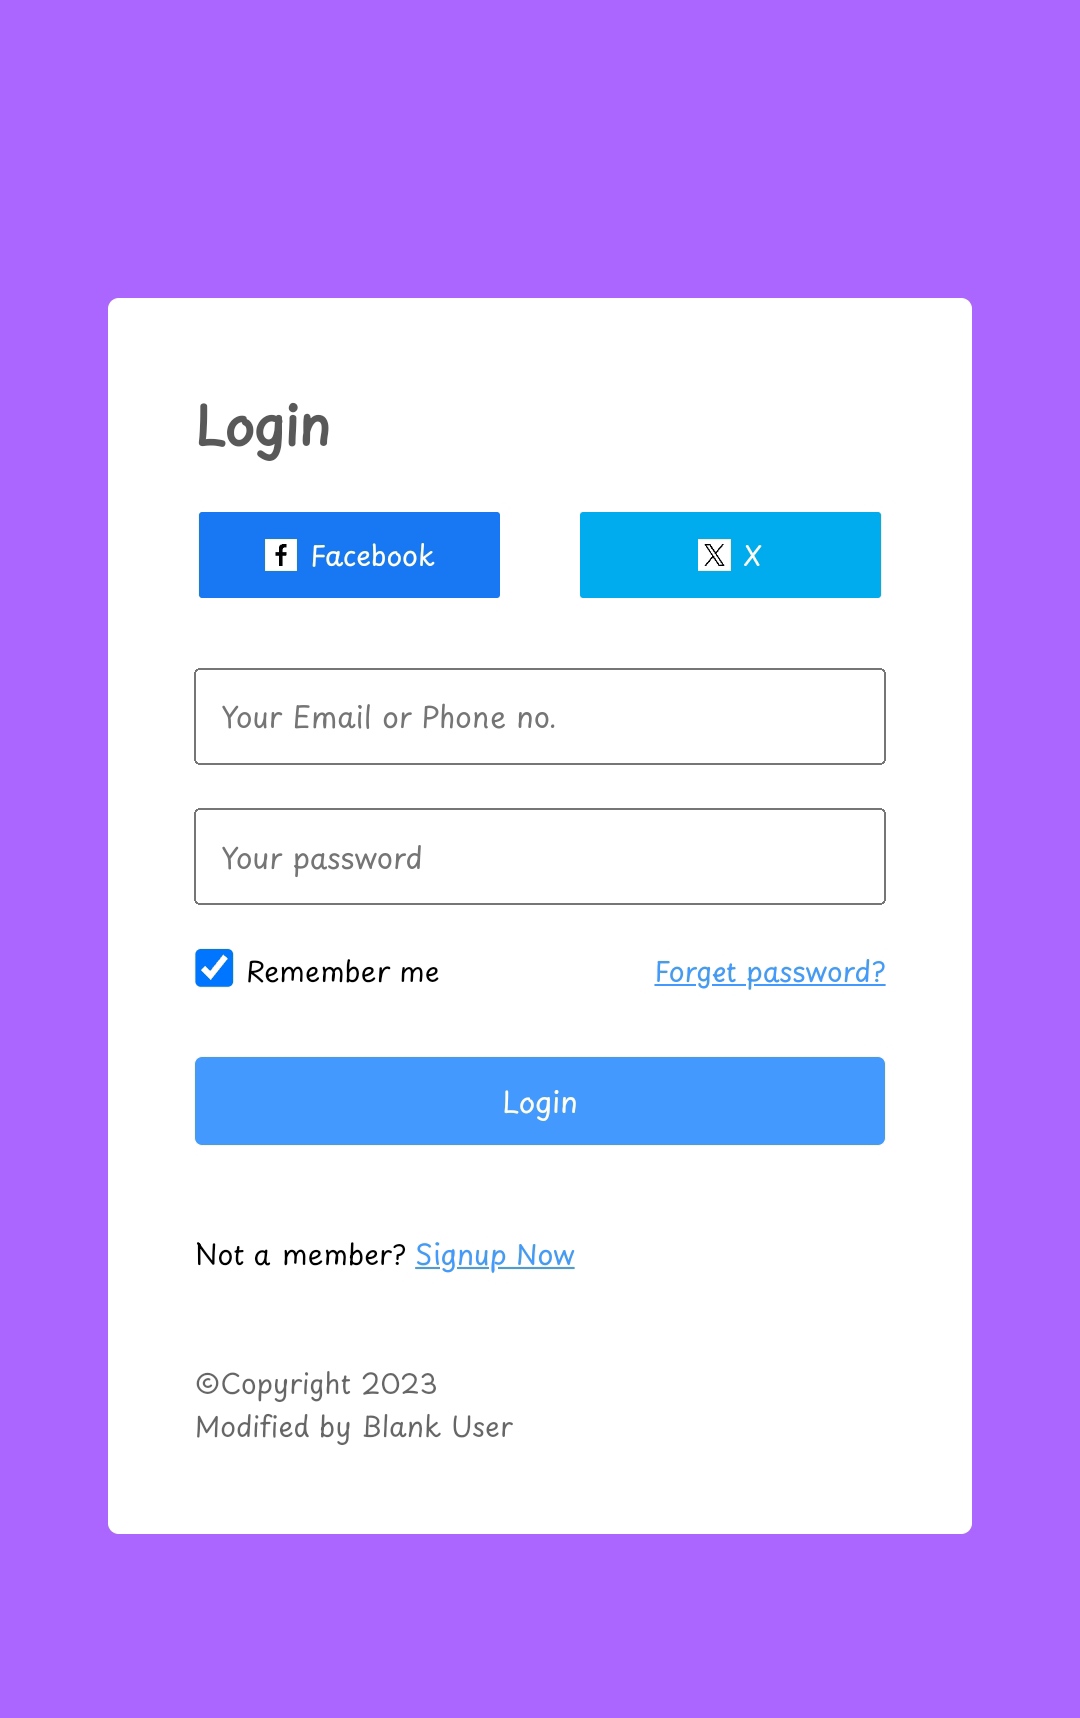 Login
Facebook
X
Your Email or Phone no.
Your password
Remember me
Forget password?
Login
Not a member? Signup Now
©Copyright 2023
Modified by Blank User